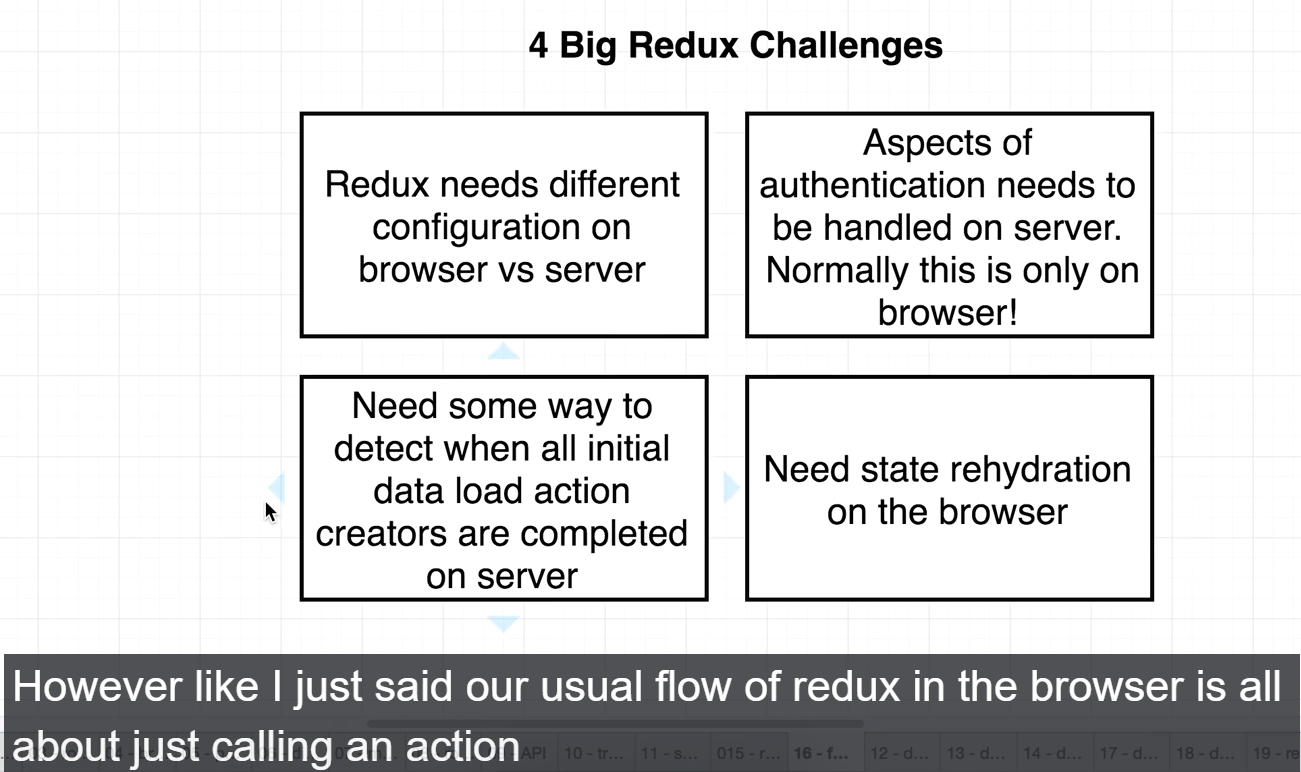 4 Big Redux Challenges
Redux needs different
configuration on
browser vs server
Aspects of
authentication needs to
be handled on server.
Normally this is only on
browser!
Need some way to
detect when all initial
data load action
creators are completed
on server
Need state rehydration
on the browser
However like I just said our usual flow of redux in the browser is all
about just calling an action
API 10 - tr... 11 - s... 015 - r... 16 - f... 12 - d... 13 - d... 14 - d... 17 - d... 18 - d... 19 - re